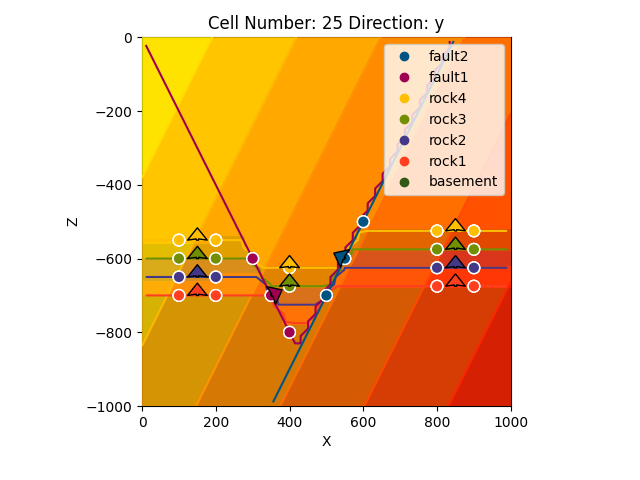 Cell Number: 25 Direction: y
0
−200
−400
−600
−800
−1000
Z
fault2
fault1
rock4
rock3
rock2
rock1
basement
0
200
400
600
800
1000
X